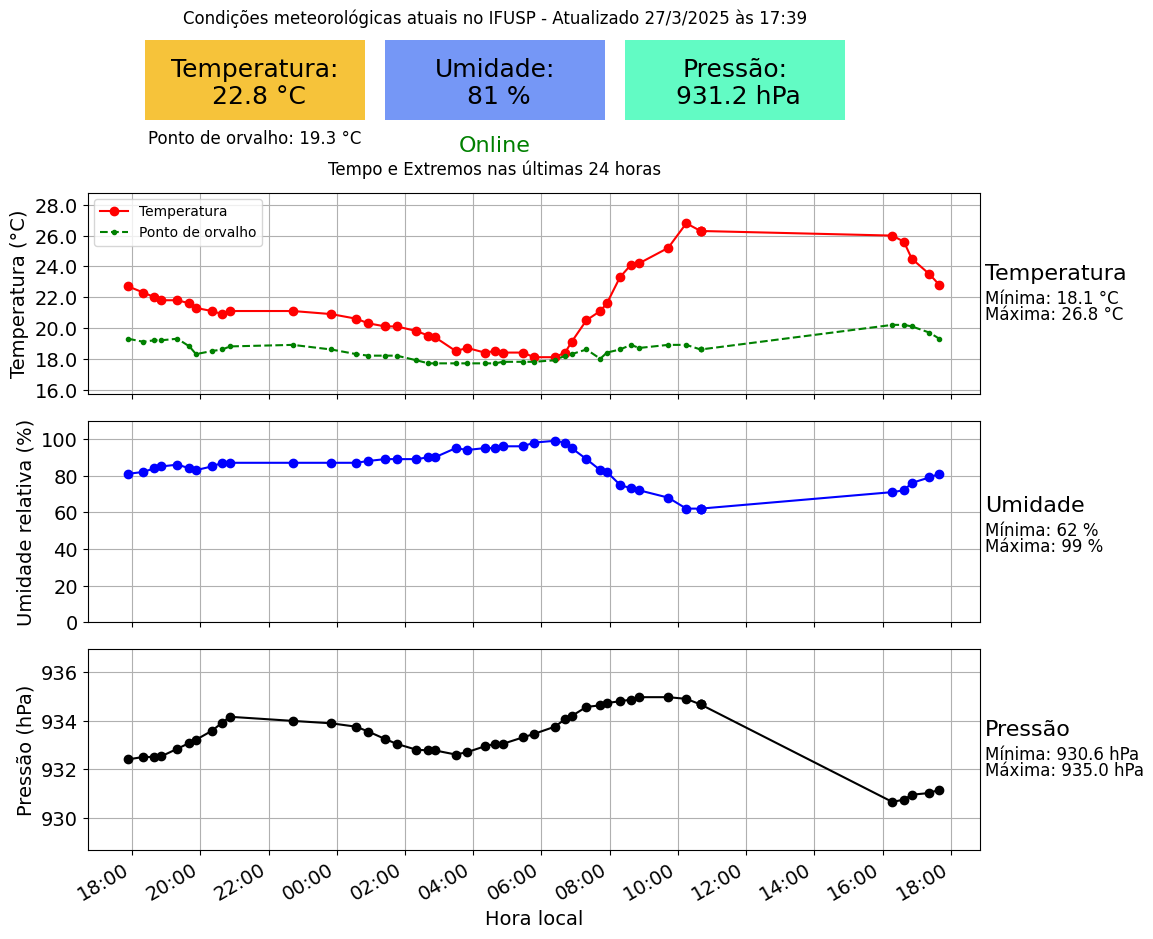 Condições meteorológicas atuais no IFUSP - Atualizado 27/3/2025 às 17:39
Temperatura:
22.8 °C
Umidade:
81 %
Pressão:
931.2 hPa
Ponto de orvalho: 19.3 °C
Online
Tempo e Extremos nas últimas 24 horas
Temperatura (°C)
28.0
26.0
24.0
22.0
20.0
18.0
16.0
Temperatura
Ponto de orvalho
Temperatura
Mínima: 18.1 °C
Máxima: 26.8 °C
Umidade relativa (%)
100
80
60
40
20
0
Umidade
Mínima: 62 %
Máxima: 99 %
Pressão (hPa)
936
934
932
930
Pressão
Mínima: 930.6 hPa
Máxima: 935.0 hPa
18:00
20:00
22:00
00:00
02:00
04:00
06:00
08:00
10:00
12:00
14:00
16:00
18:00
Hora local